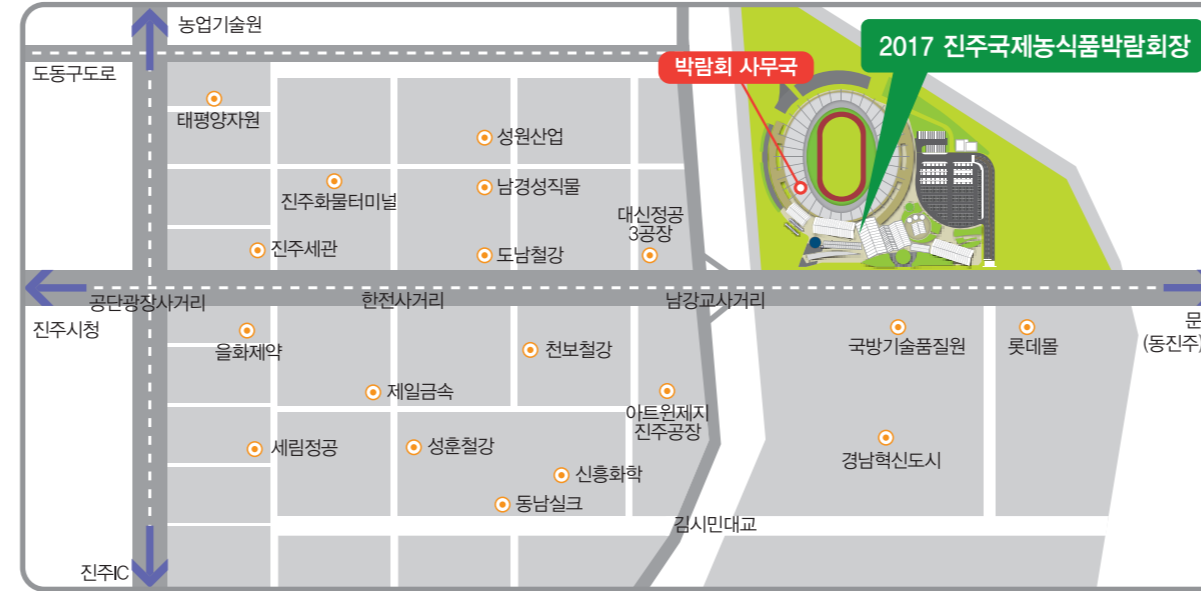 농업기술원
2017 진주국제농식품박람회장
박람회 사무국
도동구도로
태평양자원
성원산업
진주화물터미널
남경성직물
대신정공
3공장
진주세관
도남철강
공단광장사거리
한전사거리
남강교사거리
진주시청
을화제약
천보철강
국방기술품질원
롯데몰
문
(동진주)
제일금속
아트원제지
진주공장
세림정공
성훈철강
경남혁신도시
신흥화학
동남실크
김시민대교
진주IC